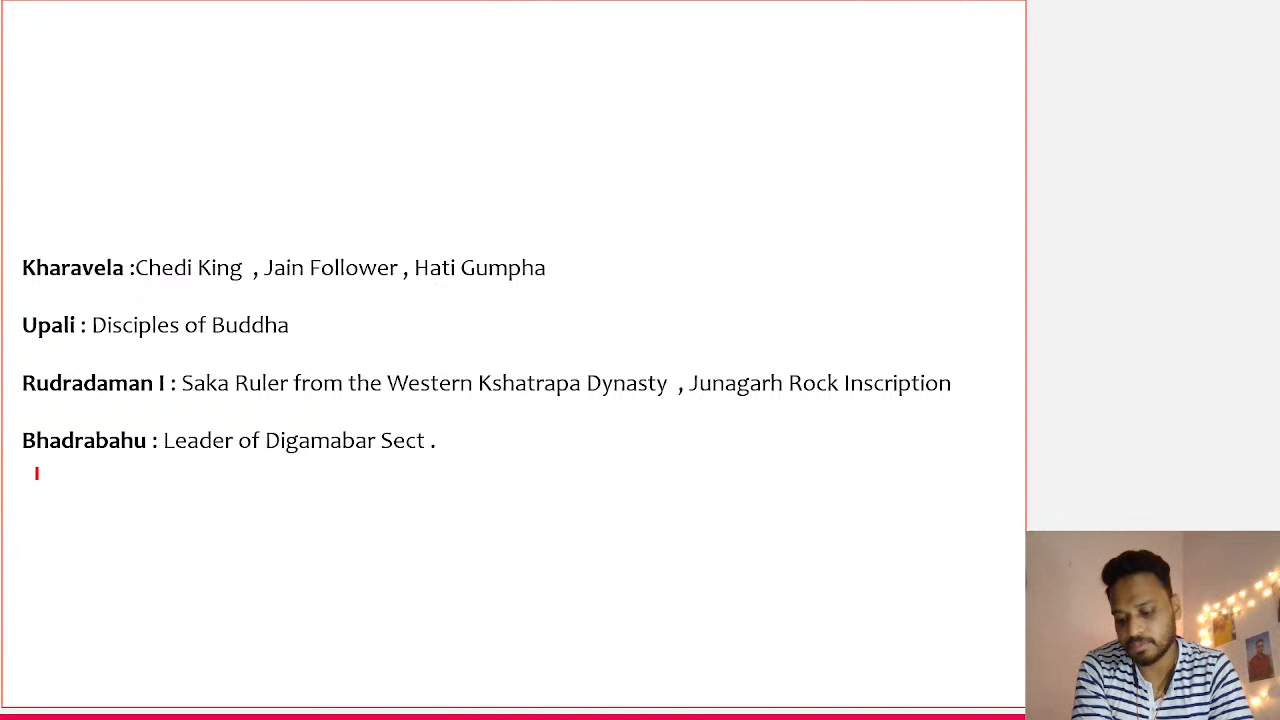 Kharavela :Chedi King , Jain Follower , Hati Gumpha
Upali : Disciples of Buddha
Rudradaman I : Saka Ruler from the Western Kshatrapa Dynasty , Junagarh Rock Inscription
Bhadrabahu : Leader of Digamabar Sect .